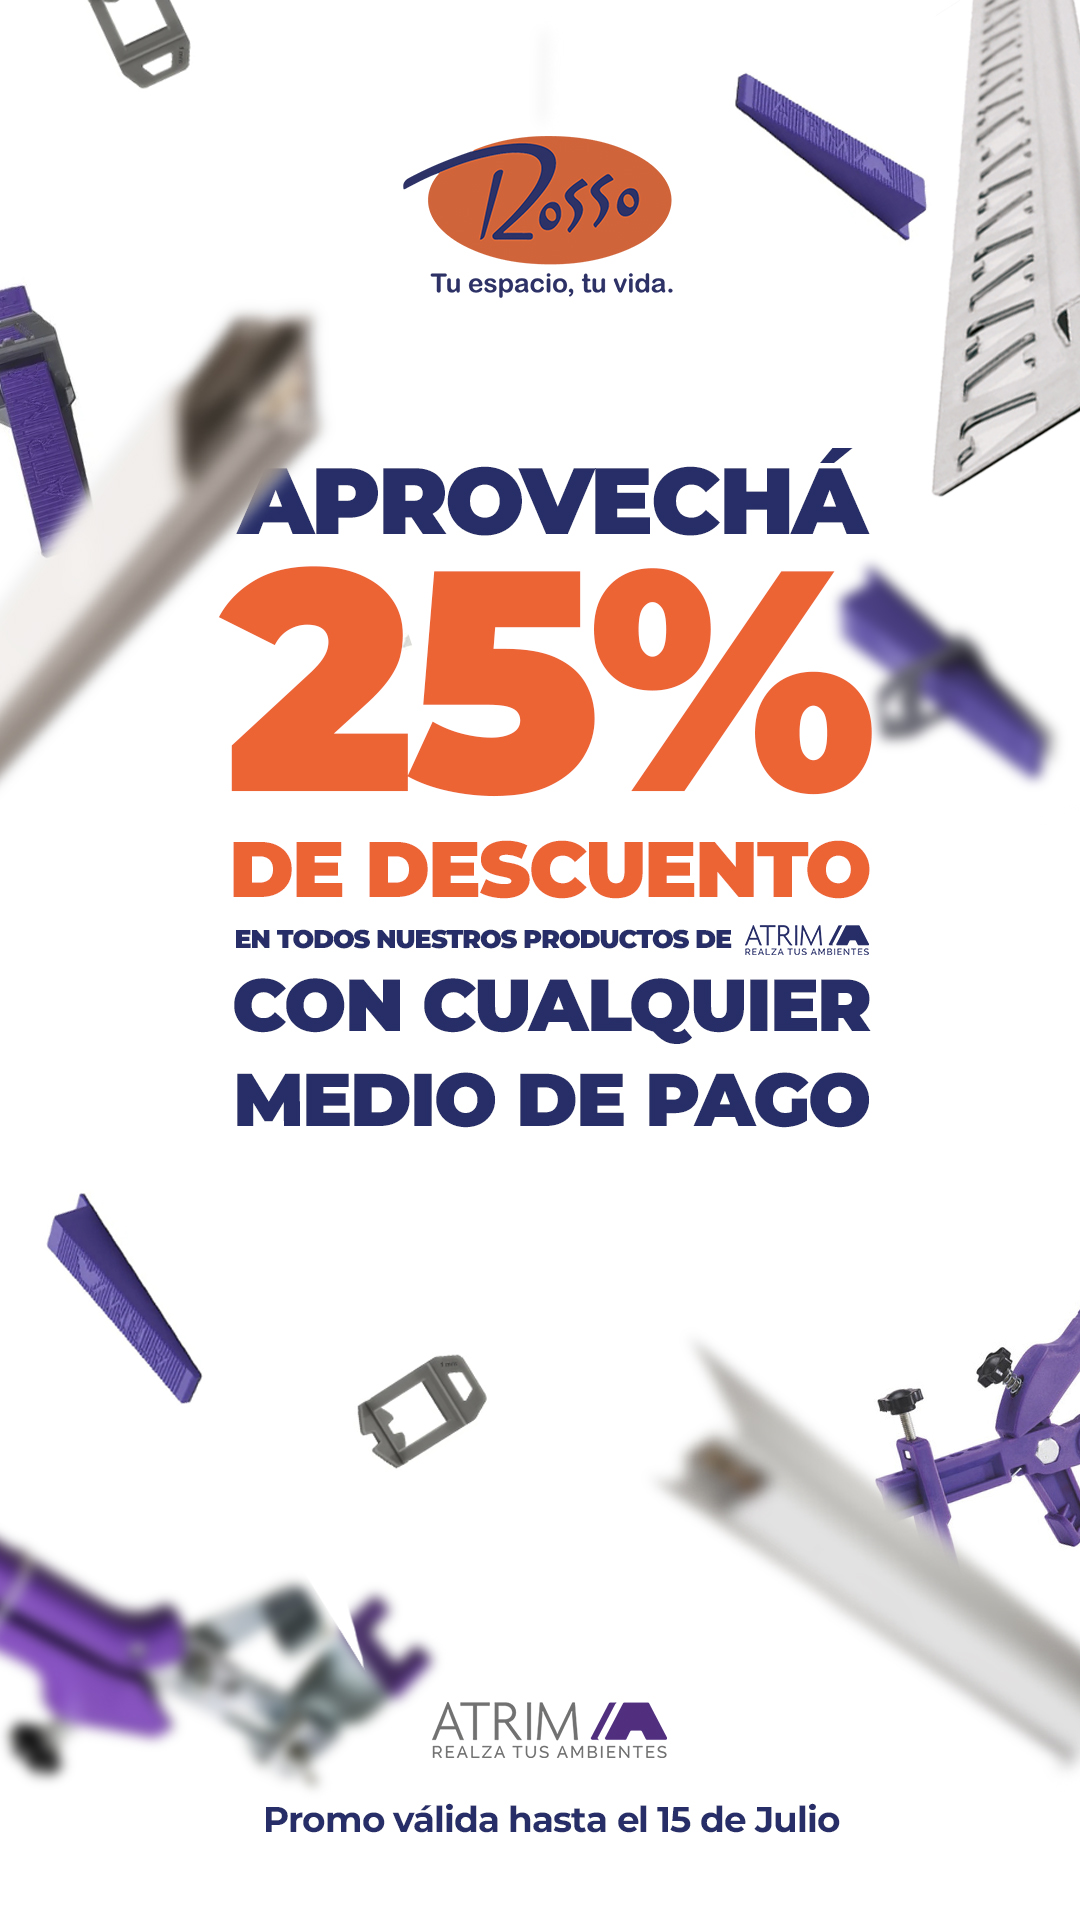 Rosso
Tu espacio, tu vida.
APROVECHÁ
25%
DE DESCUENTO
EN TODOS NUESTROS PRODUCTOS DE ATRIM
REALZA TUS AMBIENTES
CON CUALQUIER
MEDIO DE PAGO
ATRIM
REALZA TUS AMBIENTES
Promo válida hasta el 15 de Julio